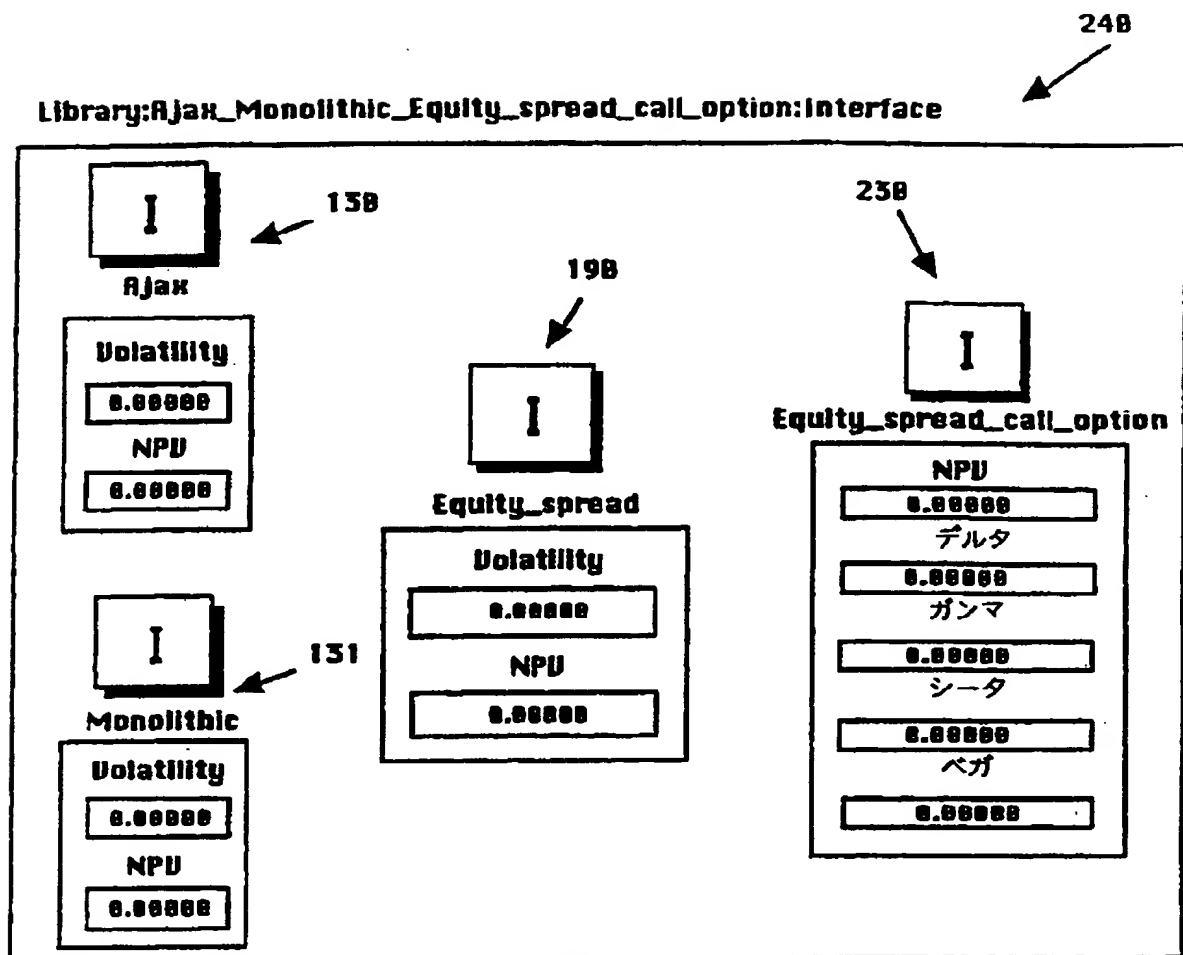 240
Library:Ajax_Monolithic_Equity_spread_call_option:Interface
I
130
Ajax
Volatility
0.00000
NPV
0.00000
I
131
Monolithic
Volatility
0.00000
NPV
0.00000
190
I
Equity_spread
Volatility
0.00000
NPV
0.00000
230
I
Equity_spread_call_option
NPV
0.00000
デルタ
0.00000
ガンマ
0.00000
シータ
0.00000
ベガ
0.00000